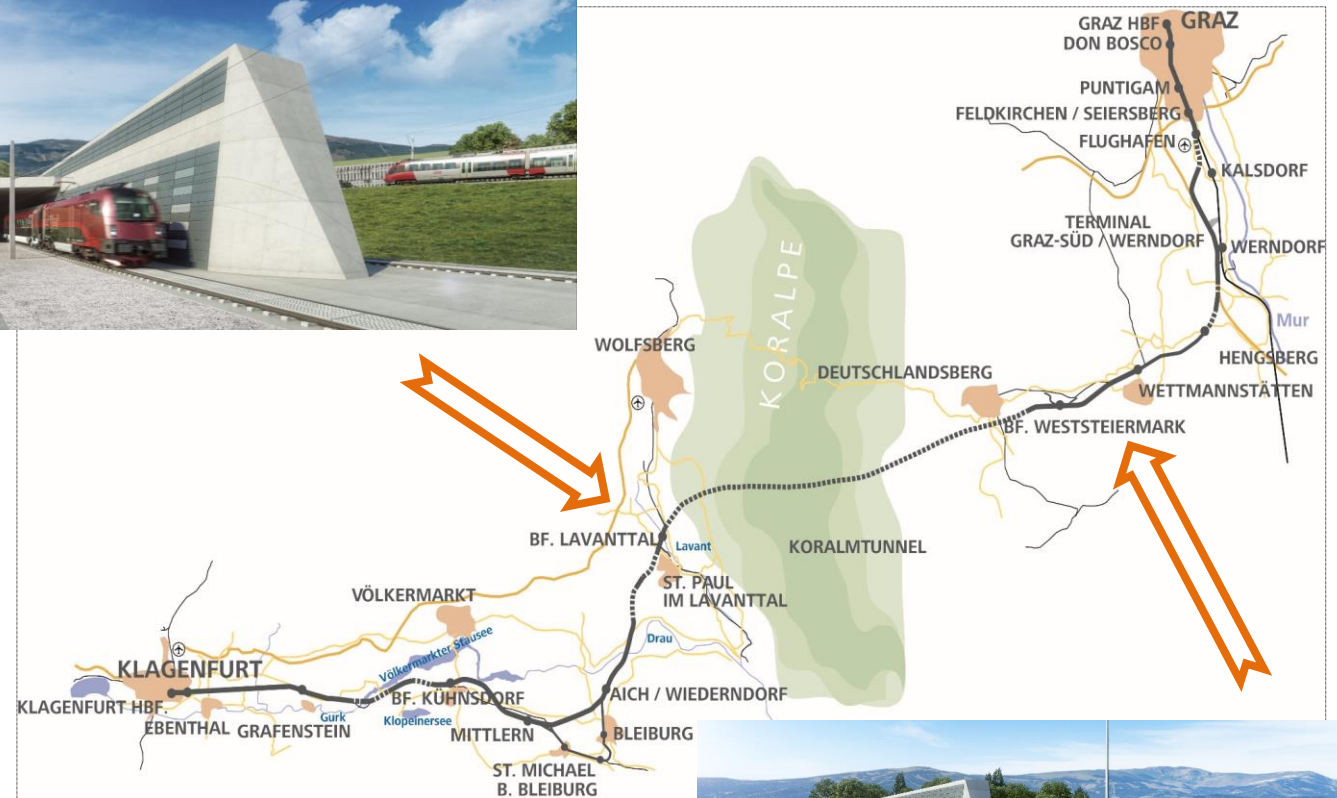 GRAZ HBF
GRAZ
DON BOSCO
PUNTIGAM
FELDKIRCHEN / SEIERSBERG
FLUGHAFEN
KALSDORF
TERMINAL
GRAZ-SÜD / WERNDORF
WERNDORF
KORALPE
Mur
WOLFSBERG
HENGSBERG
DEUTSCHLANDSBERG
WETTMANNSTÄTTEN
BF. WESTSTEIERMARK
BF. LAVANTTAL
Lavant
KORALMTUNNEL
ST. PAUL
IM LAVANTTAL
VÖLKERMARKT
Drau
Völkermarkter Stausee
KLAGENFURT
BF. KÜHNSDORF
AICH / WIEDERNDORF
KLAGENFURT HBF.
EBENTHAL
GRAFENSTEIN
Gurk
Klopeinersee
MITTLERN
BLEIBURG
ST. MICHAEL
B. BLEIBURG